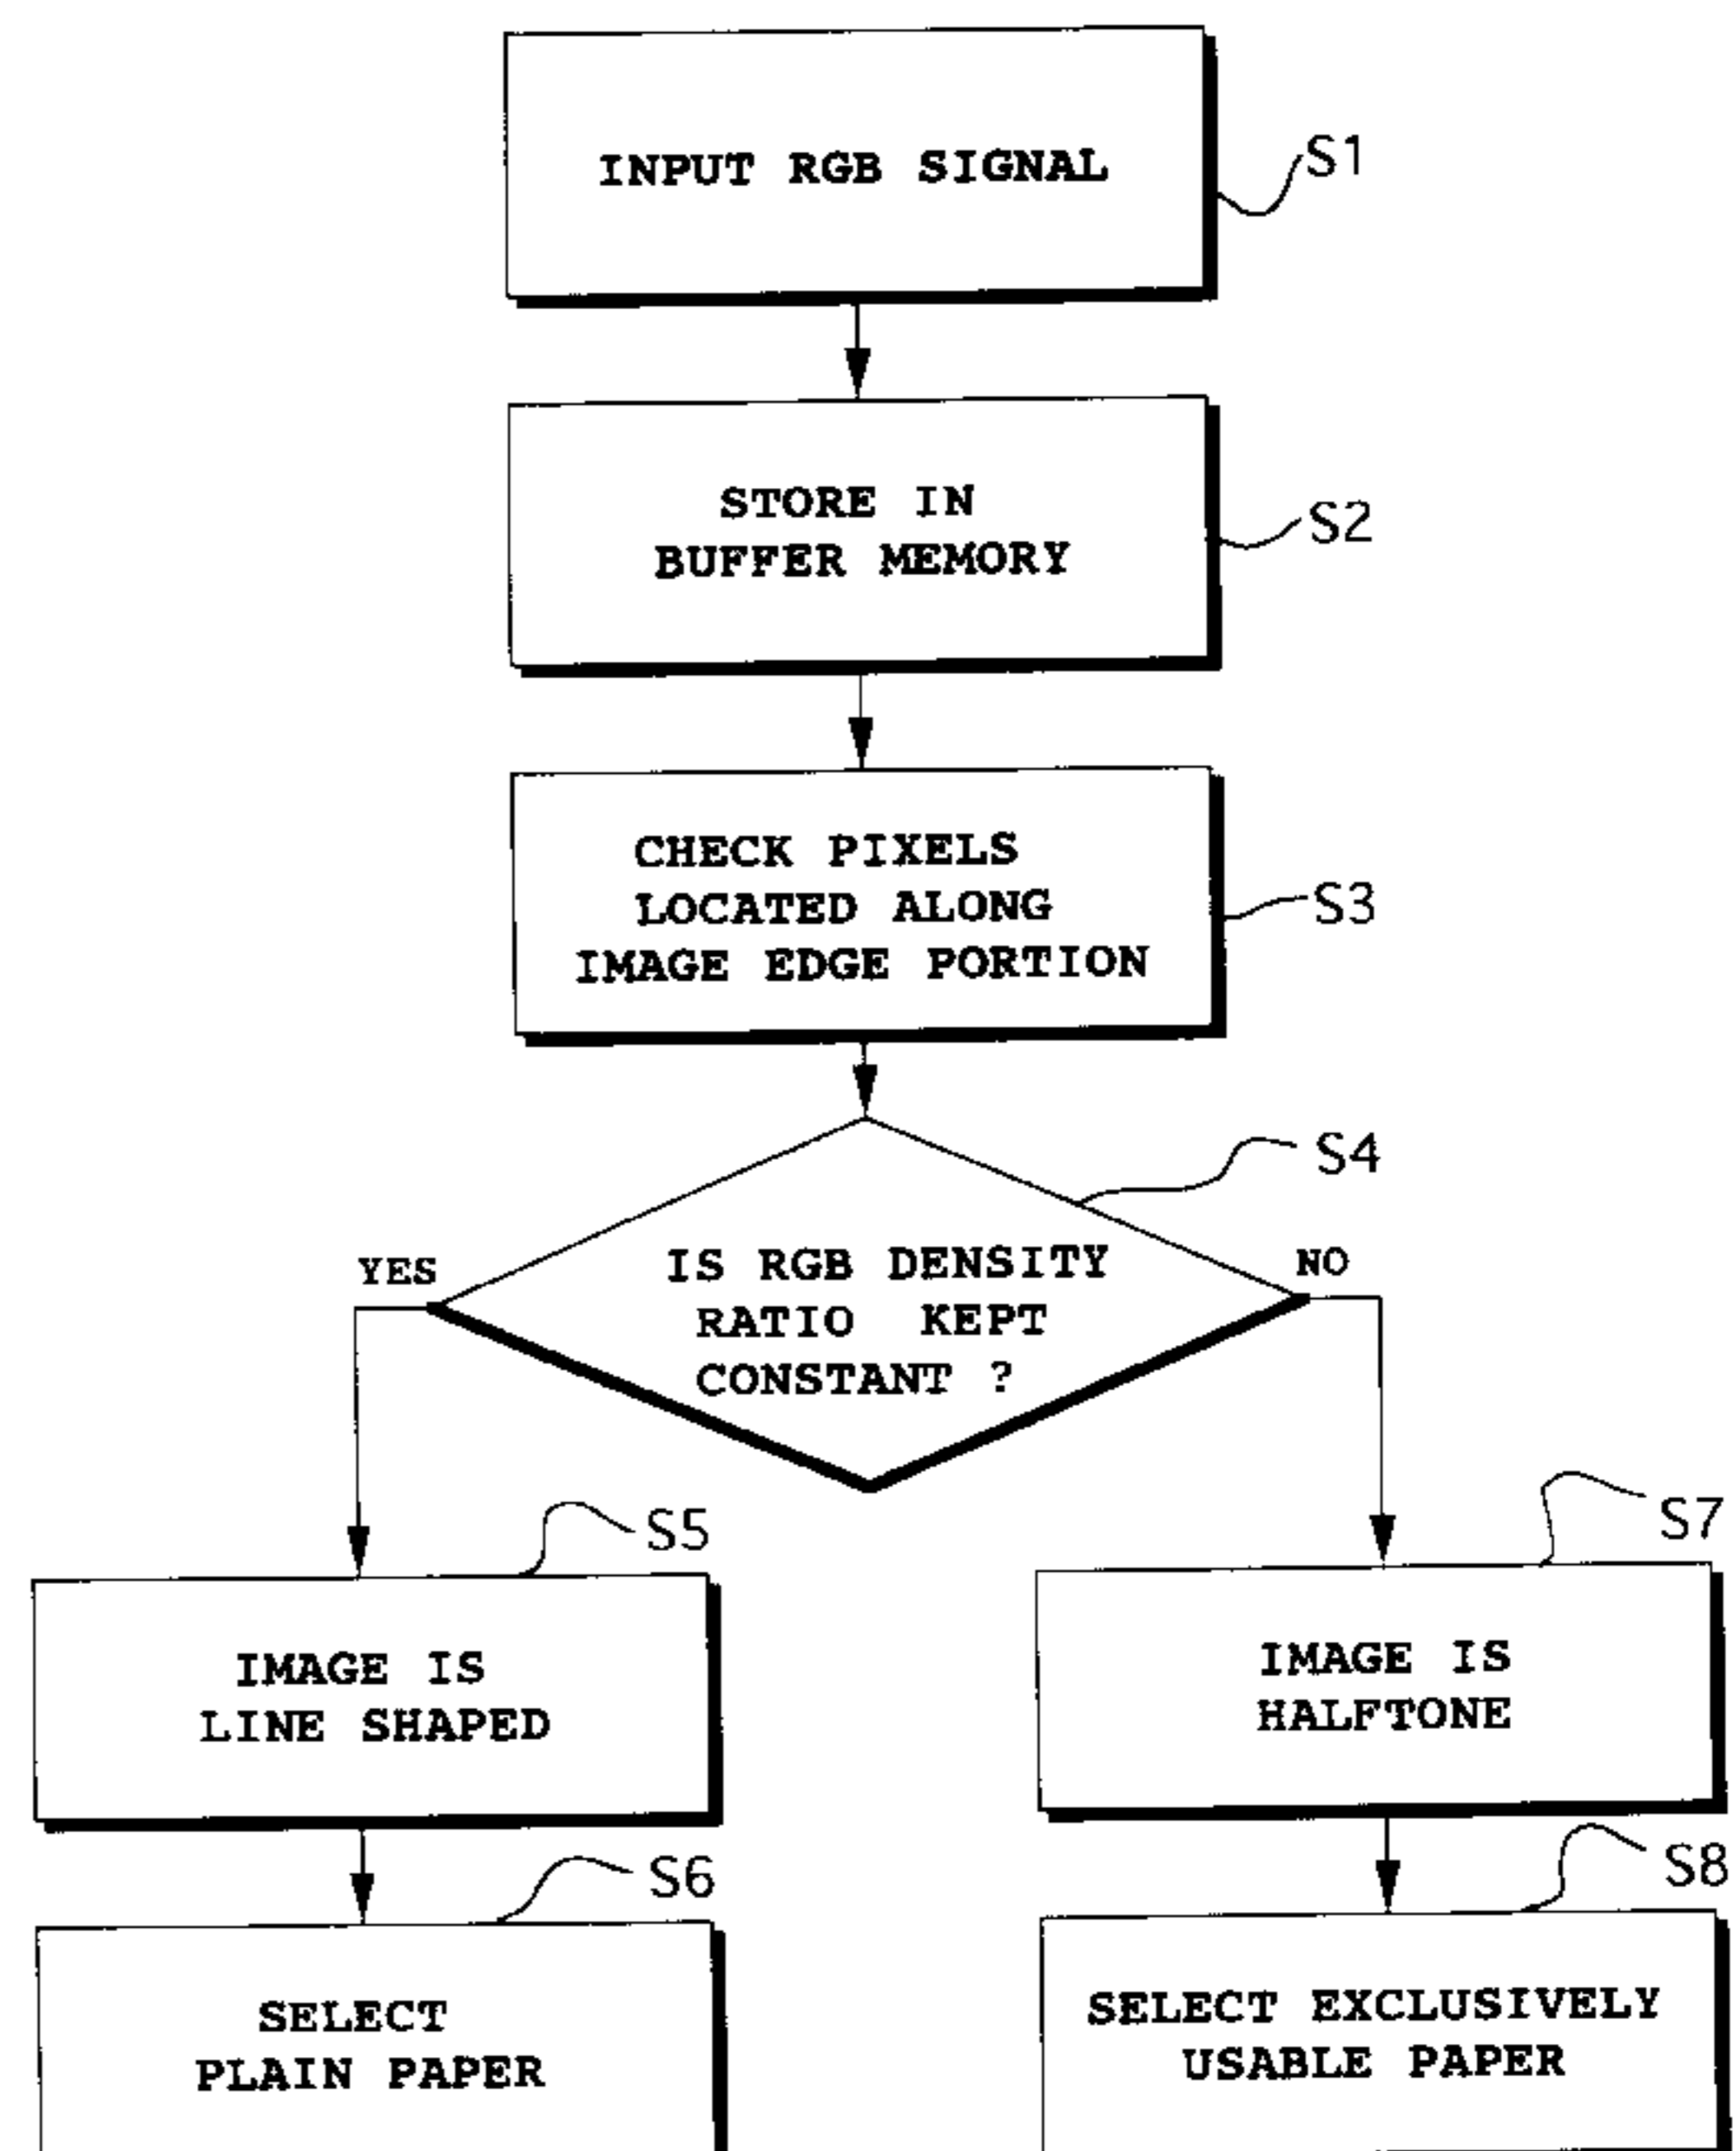 INPUT RGB SIGNAL
S1
STORE IN
BUFFER MEMORY
S2
CHECK PIXELS
LOCATED ALONG
IMAGE EDGE PORTION
S3
S4
YES
IS RGB DENSITY
RATIO KEPT
CONSTANT ?
NO
S5
IMAGE IS
LINE SHAPED
S7
IMAGE IS
HALFTONE
S6
SELECT
PLAIN PAPER
S8
SELECT EXCLUSIVELY
USABLE PAPER